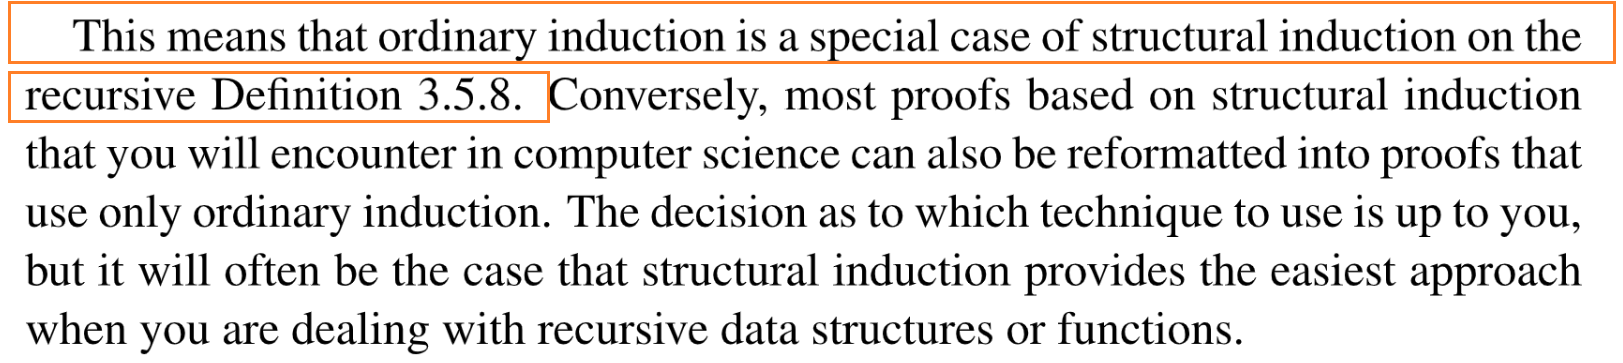 This means that ordinary induction is a special case of structural induction on the
recursive Definition 3.5.8. Conversely, most proofs based on structural induction
that you will encounter in computer science can also be reformatted into proofs that
use only ordinary induction. The decision as to which technique to use is up to you,
but it will often be the case that structural induction provides the easiest approach
when you are dealing with recursive data structures or functions.